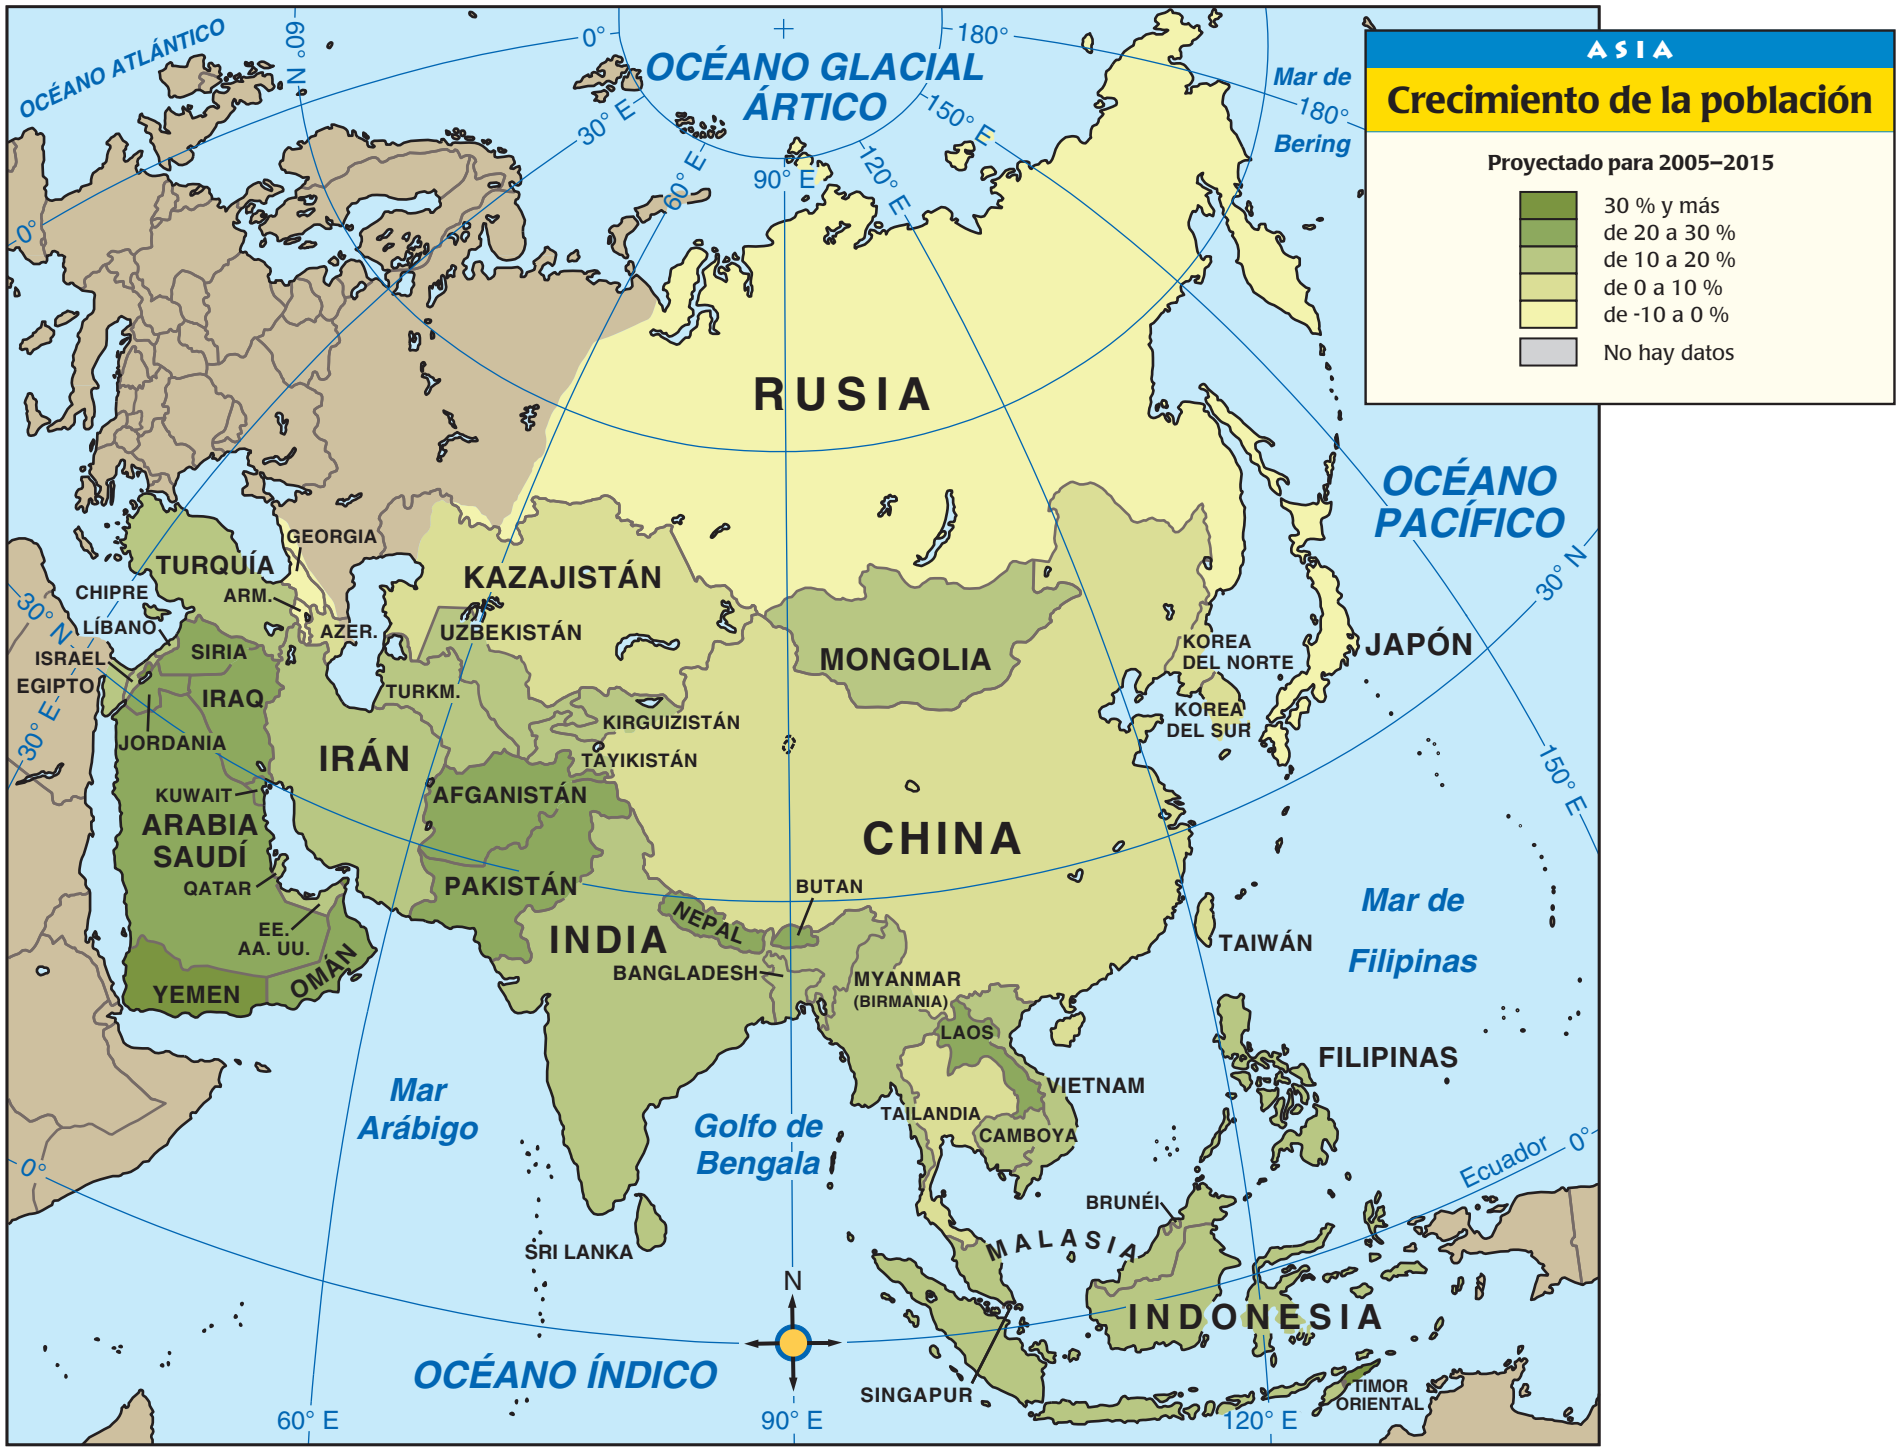 ASIA
Crecimiento de la población
Proyectado para 2005–2015
30 % y más
de 20 a 30 %
de 10 a 20 %
de 0 a 10 %
de -10 a 0 %
No hay datos
OCÉANO ATLÁNTICO
60° N
0°
OCÉANO GLACIAL
ÁRTICO
180°
Mar de
Bering
180°
30° E
60° E
90° E
120° E
150° E
0°
RUSIA
OCÉANO
PACÍFICO
30° N
GEORGIA
TURQUÍA
KAZAJISTÁN
CHIPRE
ARM.
30° N
LÍBANO
AZER.
UZBEKISTÁN
KOREA
DEL NORTE
JAPÓN
ISRAEL
SIRIA
MONGOLIA
EGIPTO
IRAQ
TURKM.
30° E
KIRGUIZISTÁN
KOREA
DEL SUR
JORDANIA
IRÁN
TAYIKISTÁN
150° E
KUWAIT
AFGANISTÁN
ARABIA
SAUDÍ
CHINA
QATAR
PAKISTÁN
BUTAN
Mar de
Filipinas
EE.
AA. UU.
INDIA
NEPAL
TAIWÁN
OMÁN
YEMEN
BANGLADESH
MYANMAR
(BIRMANIA)
LAOS
FILIPINAS
Mar
Arábigo
Golfo de
Bengala
VIETNAM
TAILANDIA
CAMBOYA
Ecuador
0°
0°
BRUNÉI
SRI LANKA
MALASIA
N
INDONESIA
OCÉANO ÍNDICO
SINGAPUR
TIMOR
ORIENTAL
60° E
90° E
120° E